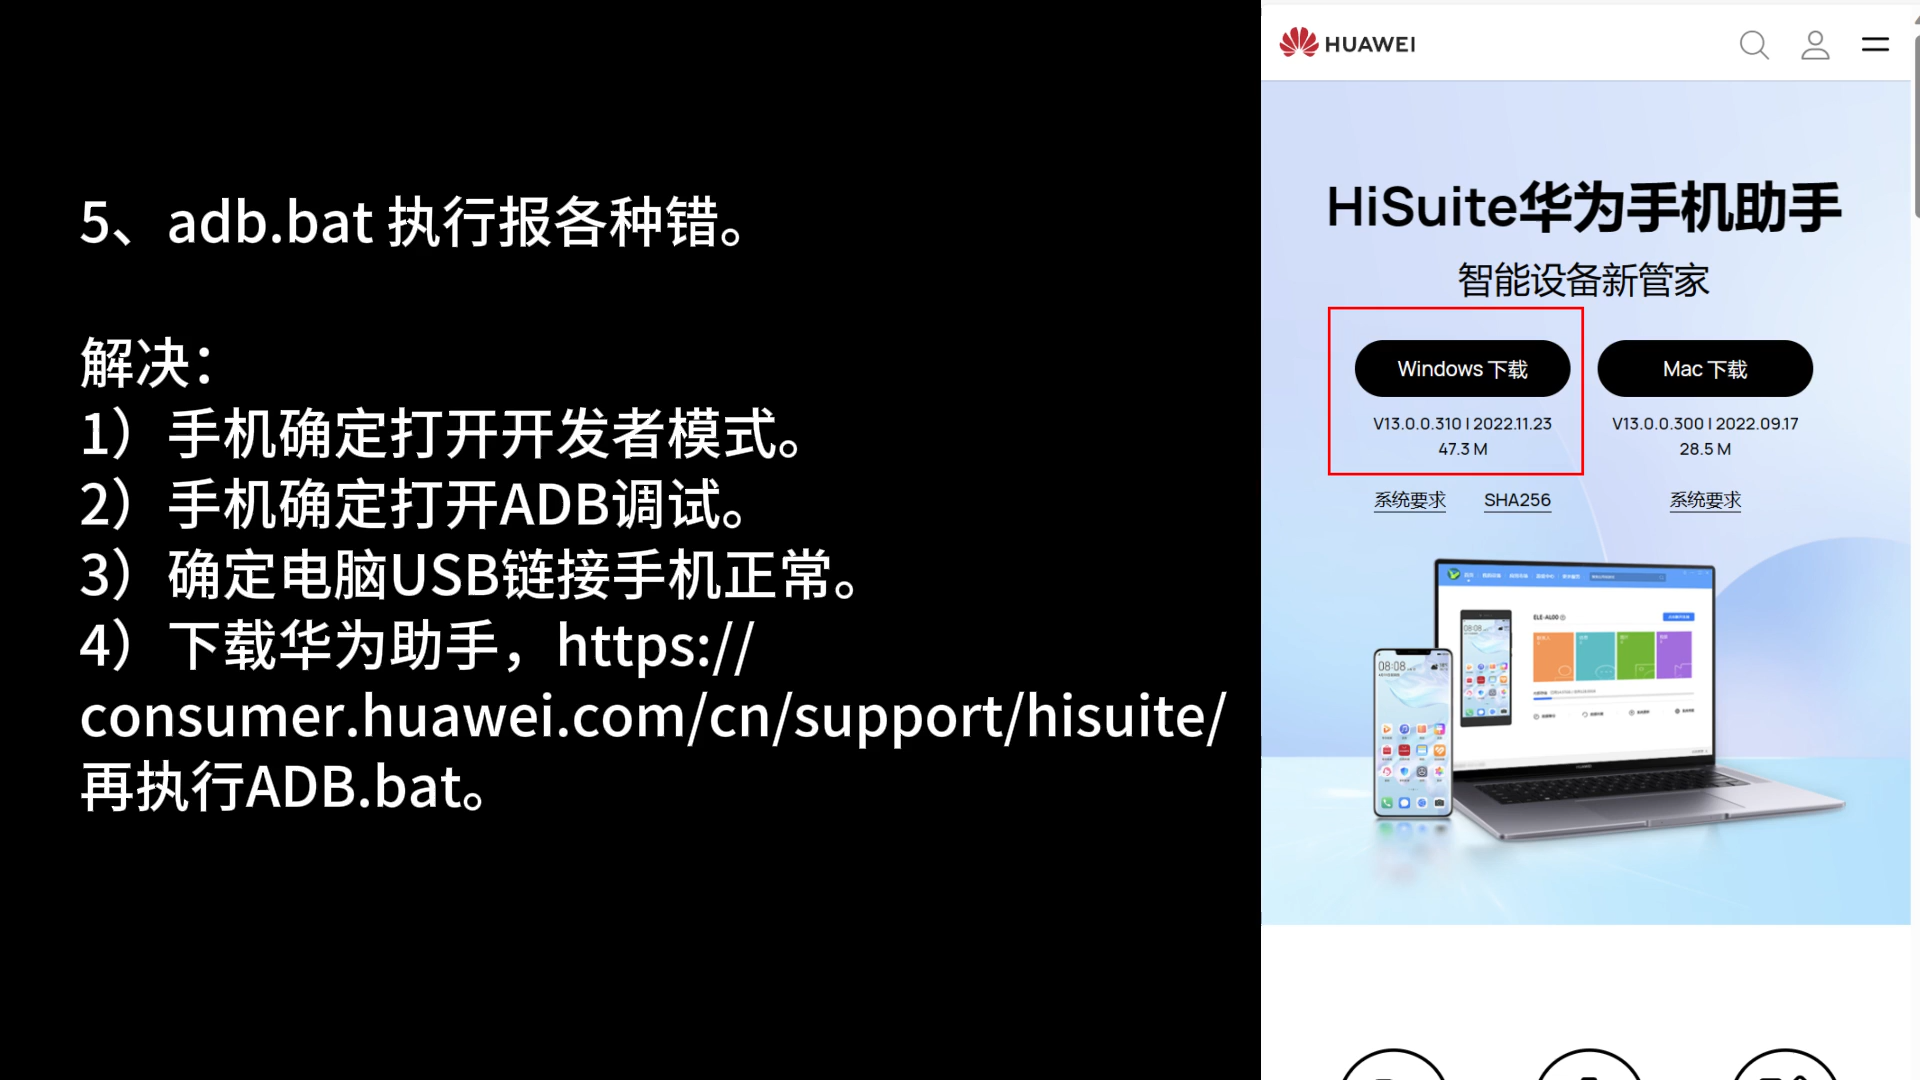 5、adb.bat 执行报各种错。
解决：
1）手机确定打开开发者模式。
2）手机确定打开ADB调试。
3）确定电脑USB链接手机正常。
4）下载华为助手，https://
consumer.huawei.com/cn/support/hisuite/
再执行ADB.bat。
HUAWEI
HiSuite华为手机助手
智能设备新管家
Windows 下载
Mac 下载
V13.0.0.310 | 2022.11.23
47.3 M
V13.0.0.300 | 2022.09.17
28.5 M
系统要求
SHA256
系统要求
ELE-AL00
08:08
08:08